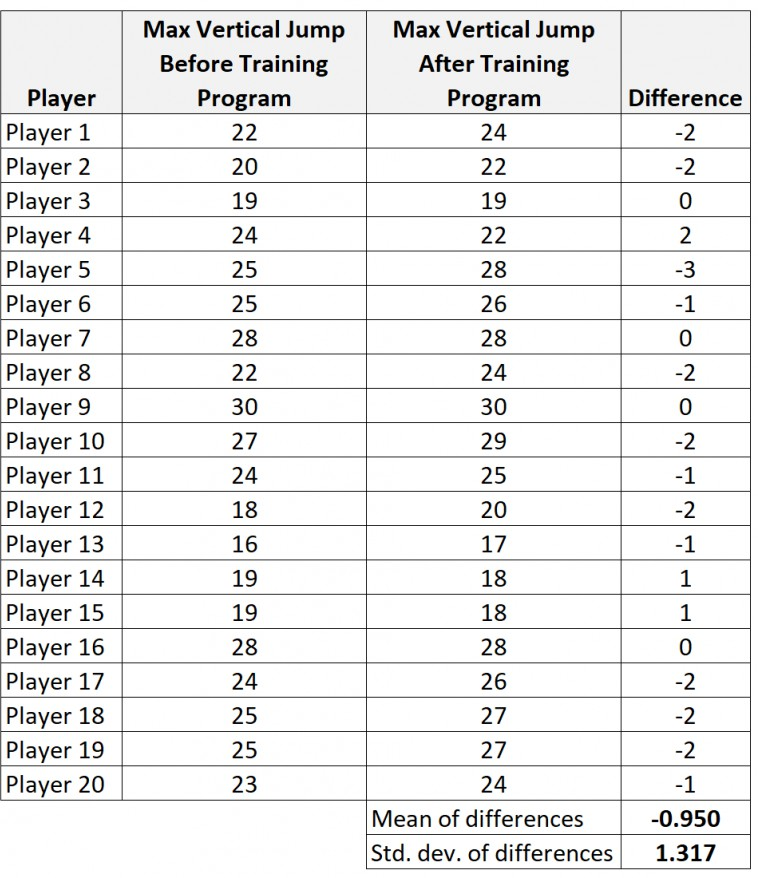 Player Max Vertical Jump Before Training Program Max Vertical Jump After Training Program Difference
Player 1 22 24 -2
Player 2 20 22 -2
Player 3 19 19 0
Player 4 24 22 2
Player 5 25 28 -3
Player 6 25 26 -1
Player 7 28 28 0
Player 8 22 24 -2
Player 9 30 30 0
Player 10 27 29 -2
Player 11 24 25 -1
Player 12 18 20 -2
Player 13 16 17 -1
Player 14 19 18 1
Player 15 19 18 1
Player 16 28 28 0
Player 17 24 26 -2
Player 18 25 27 -2
Player 19 25 27 -2
Player 20 23 24 -1
Mean of differences -0.950
Std. dev. of differences 1.317